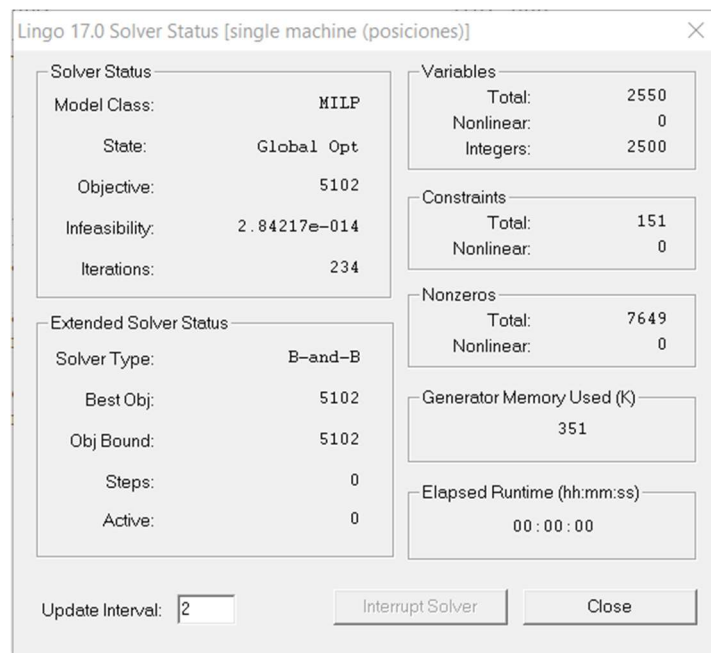 Lingo 17.0 Solver Status [single machine (posiciones)]
Solver Status
Model Class: MILP
State: Global Opt
Objective: 5102
Infeasibility: 2.84217e-014
Iterations: 234
Extended Solver Status
Solver Type: B-and-B
Best Obj: 5102
Obj Bound: 5102
Steps: 0
Active: 0
Variables
Total: 2550
Nonlinear: 0
Integers: 2500
Constraints
Total: 151
Nonlinear: 0
Nonzeros
Total: 7649
Nonlinear: 0
Generator Memory Used (K)
351
Elapsed Runtime (hh:mm:ss)
00:00:00
Update Interval: 2
Interrupt Solver
Close